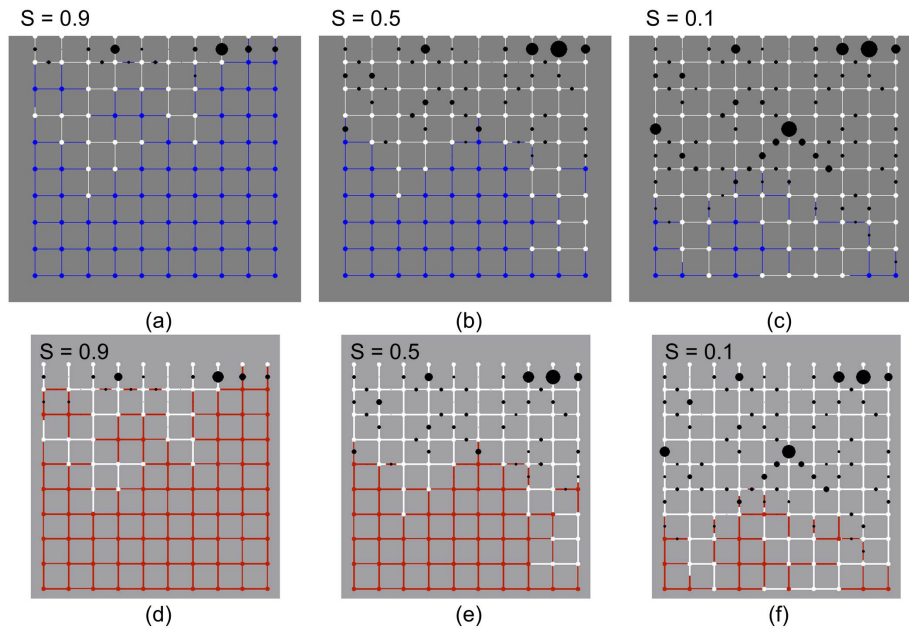 S = 0.9
S = 0.5
S = 0.1
(a)
(b)
(c)
S = 0.9
S = 0.5
S = 0.1
(d)
(e)
(f)